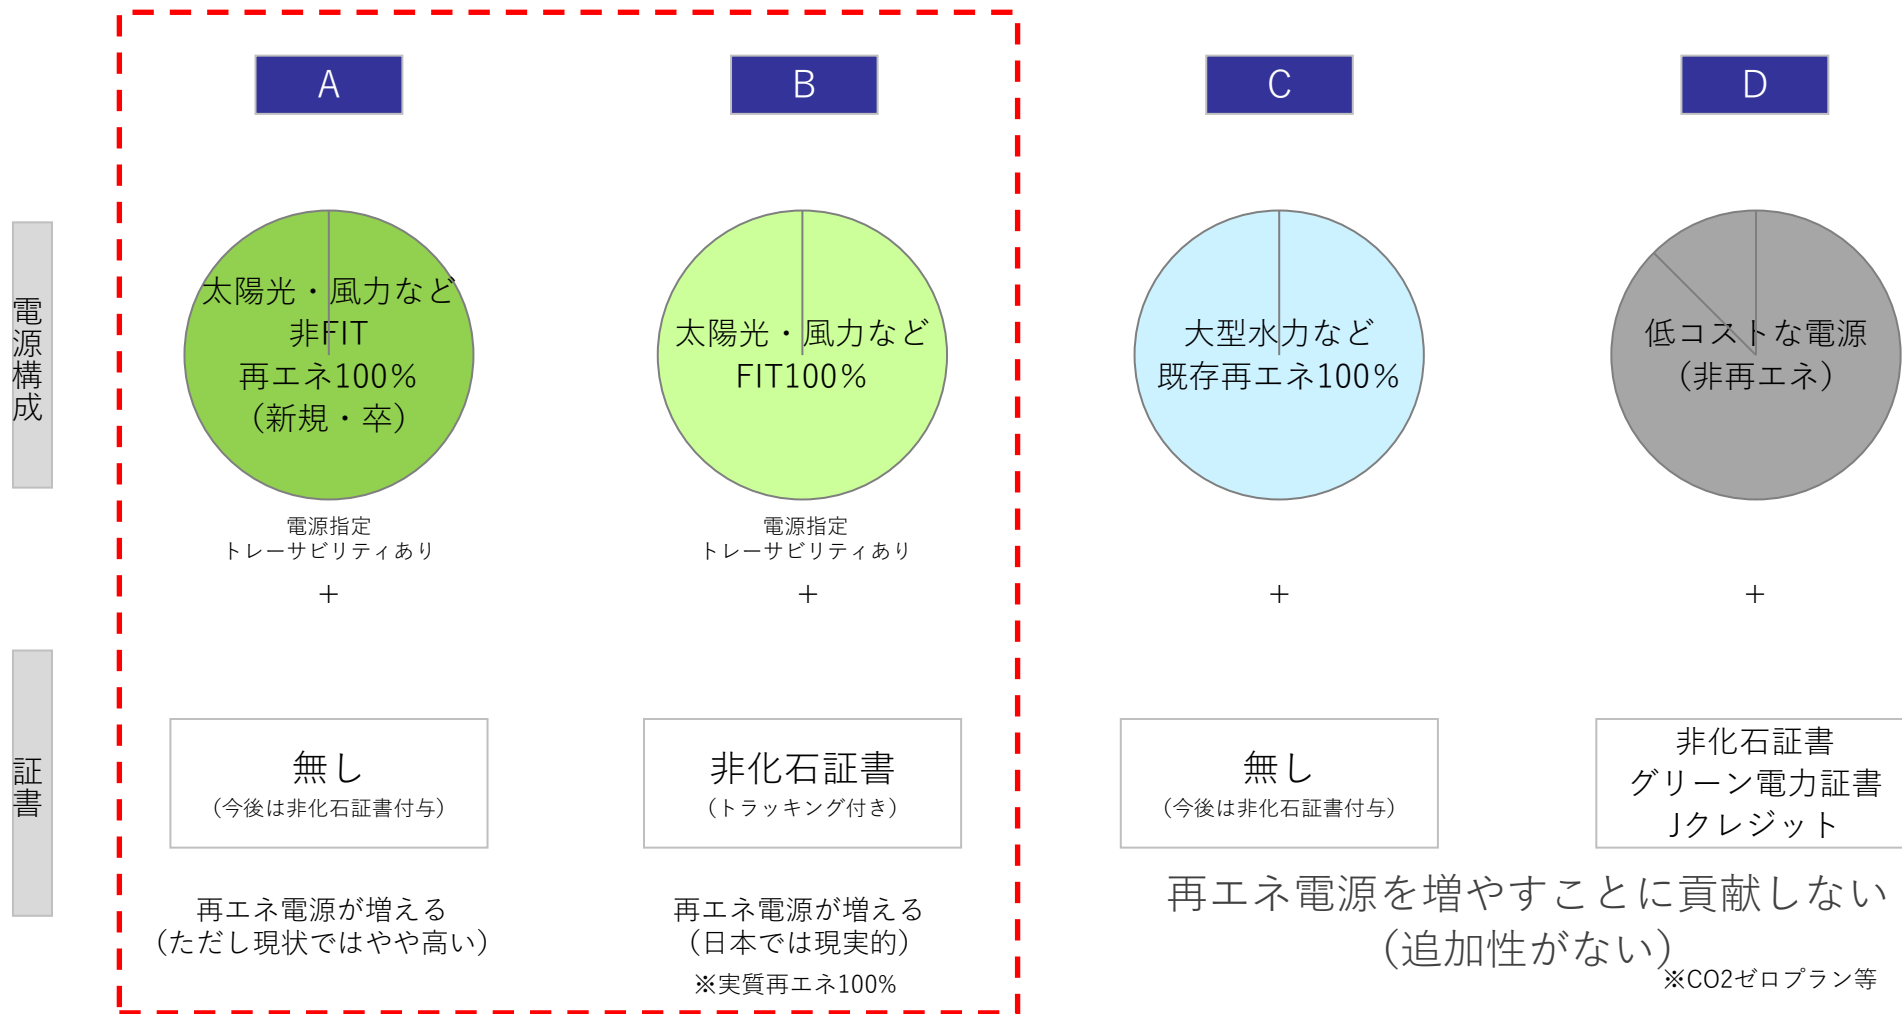 A
B
C
D
電源構成
太陽光・風力など
非FIT
再エネ100%
（新規・卒）
太陽光・風力など
FIT100%
大型水力など
既存再エネ100%
低コストな電源
（非再エネ）
電源指定
トレーサビリティあり
電源指定
トレーサビリティあり
+
+
+
+
証書
無し
（今後は非化石証書付与）
非化石証書
（トラッキング付き）
無し
（今後は非化石証書付与）
非化石証書
グリーン電力証書
Jクレジット
再エネ電源が増える
（ただし現状ではやや高い）
再エネ電源が増える
（日本では現実的）
※実質再エネ100%
再エネ電源を増やすことに貢献しない
（追加性がない）
※CO2ゼロプラン等